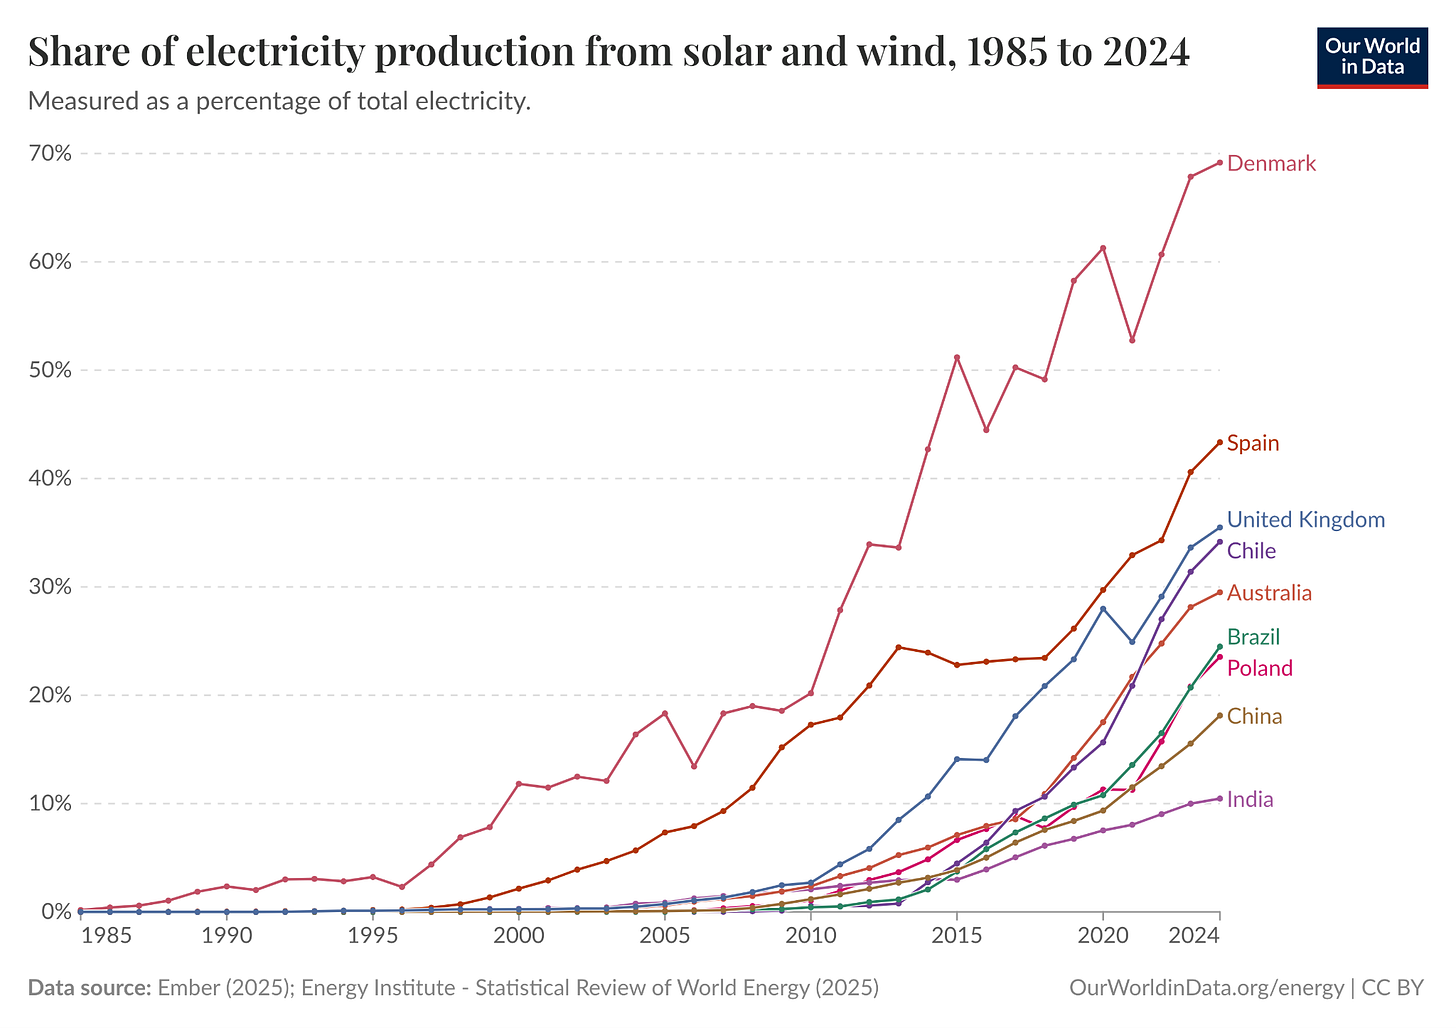 Share of electricity production from solar and wind, 1985 to 2024
Our World
in Data
Measured as a percentage of total electricity.
70%
60%
50%
40%
30%
20%
10%
0%
Denmark
Spain
United Kingdom
Chile
Australia
Brazil
Poland
China
India
1985 1990 1995 2000 2005 2010 2015 2020 2024
Data source: Ember (2025); Energy Institute - Statistical Review of World Energy (2025)
OurWorldinData.org/energy | CC BY